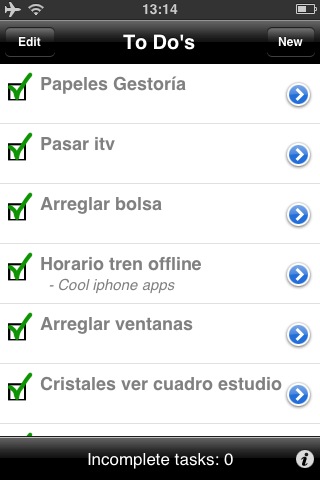 13:14
Edit
To Do's
New
Papeles Gestoría
Pasar itv
Arreglar bolsa
Horario tren offline
- Cool iphone apps
Arreglar ventanas
Cristales ver cuadro estudio
Incomplete tasks: 0